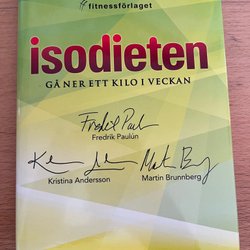 fitnessförlaget
isodieten
GÅ NER ETT KILO I VECKAN
Fredrik Paulún
Kristina Andersson
Martin Brunnberg